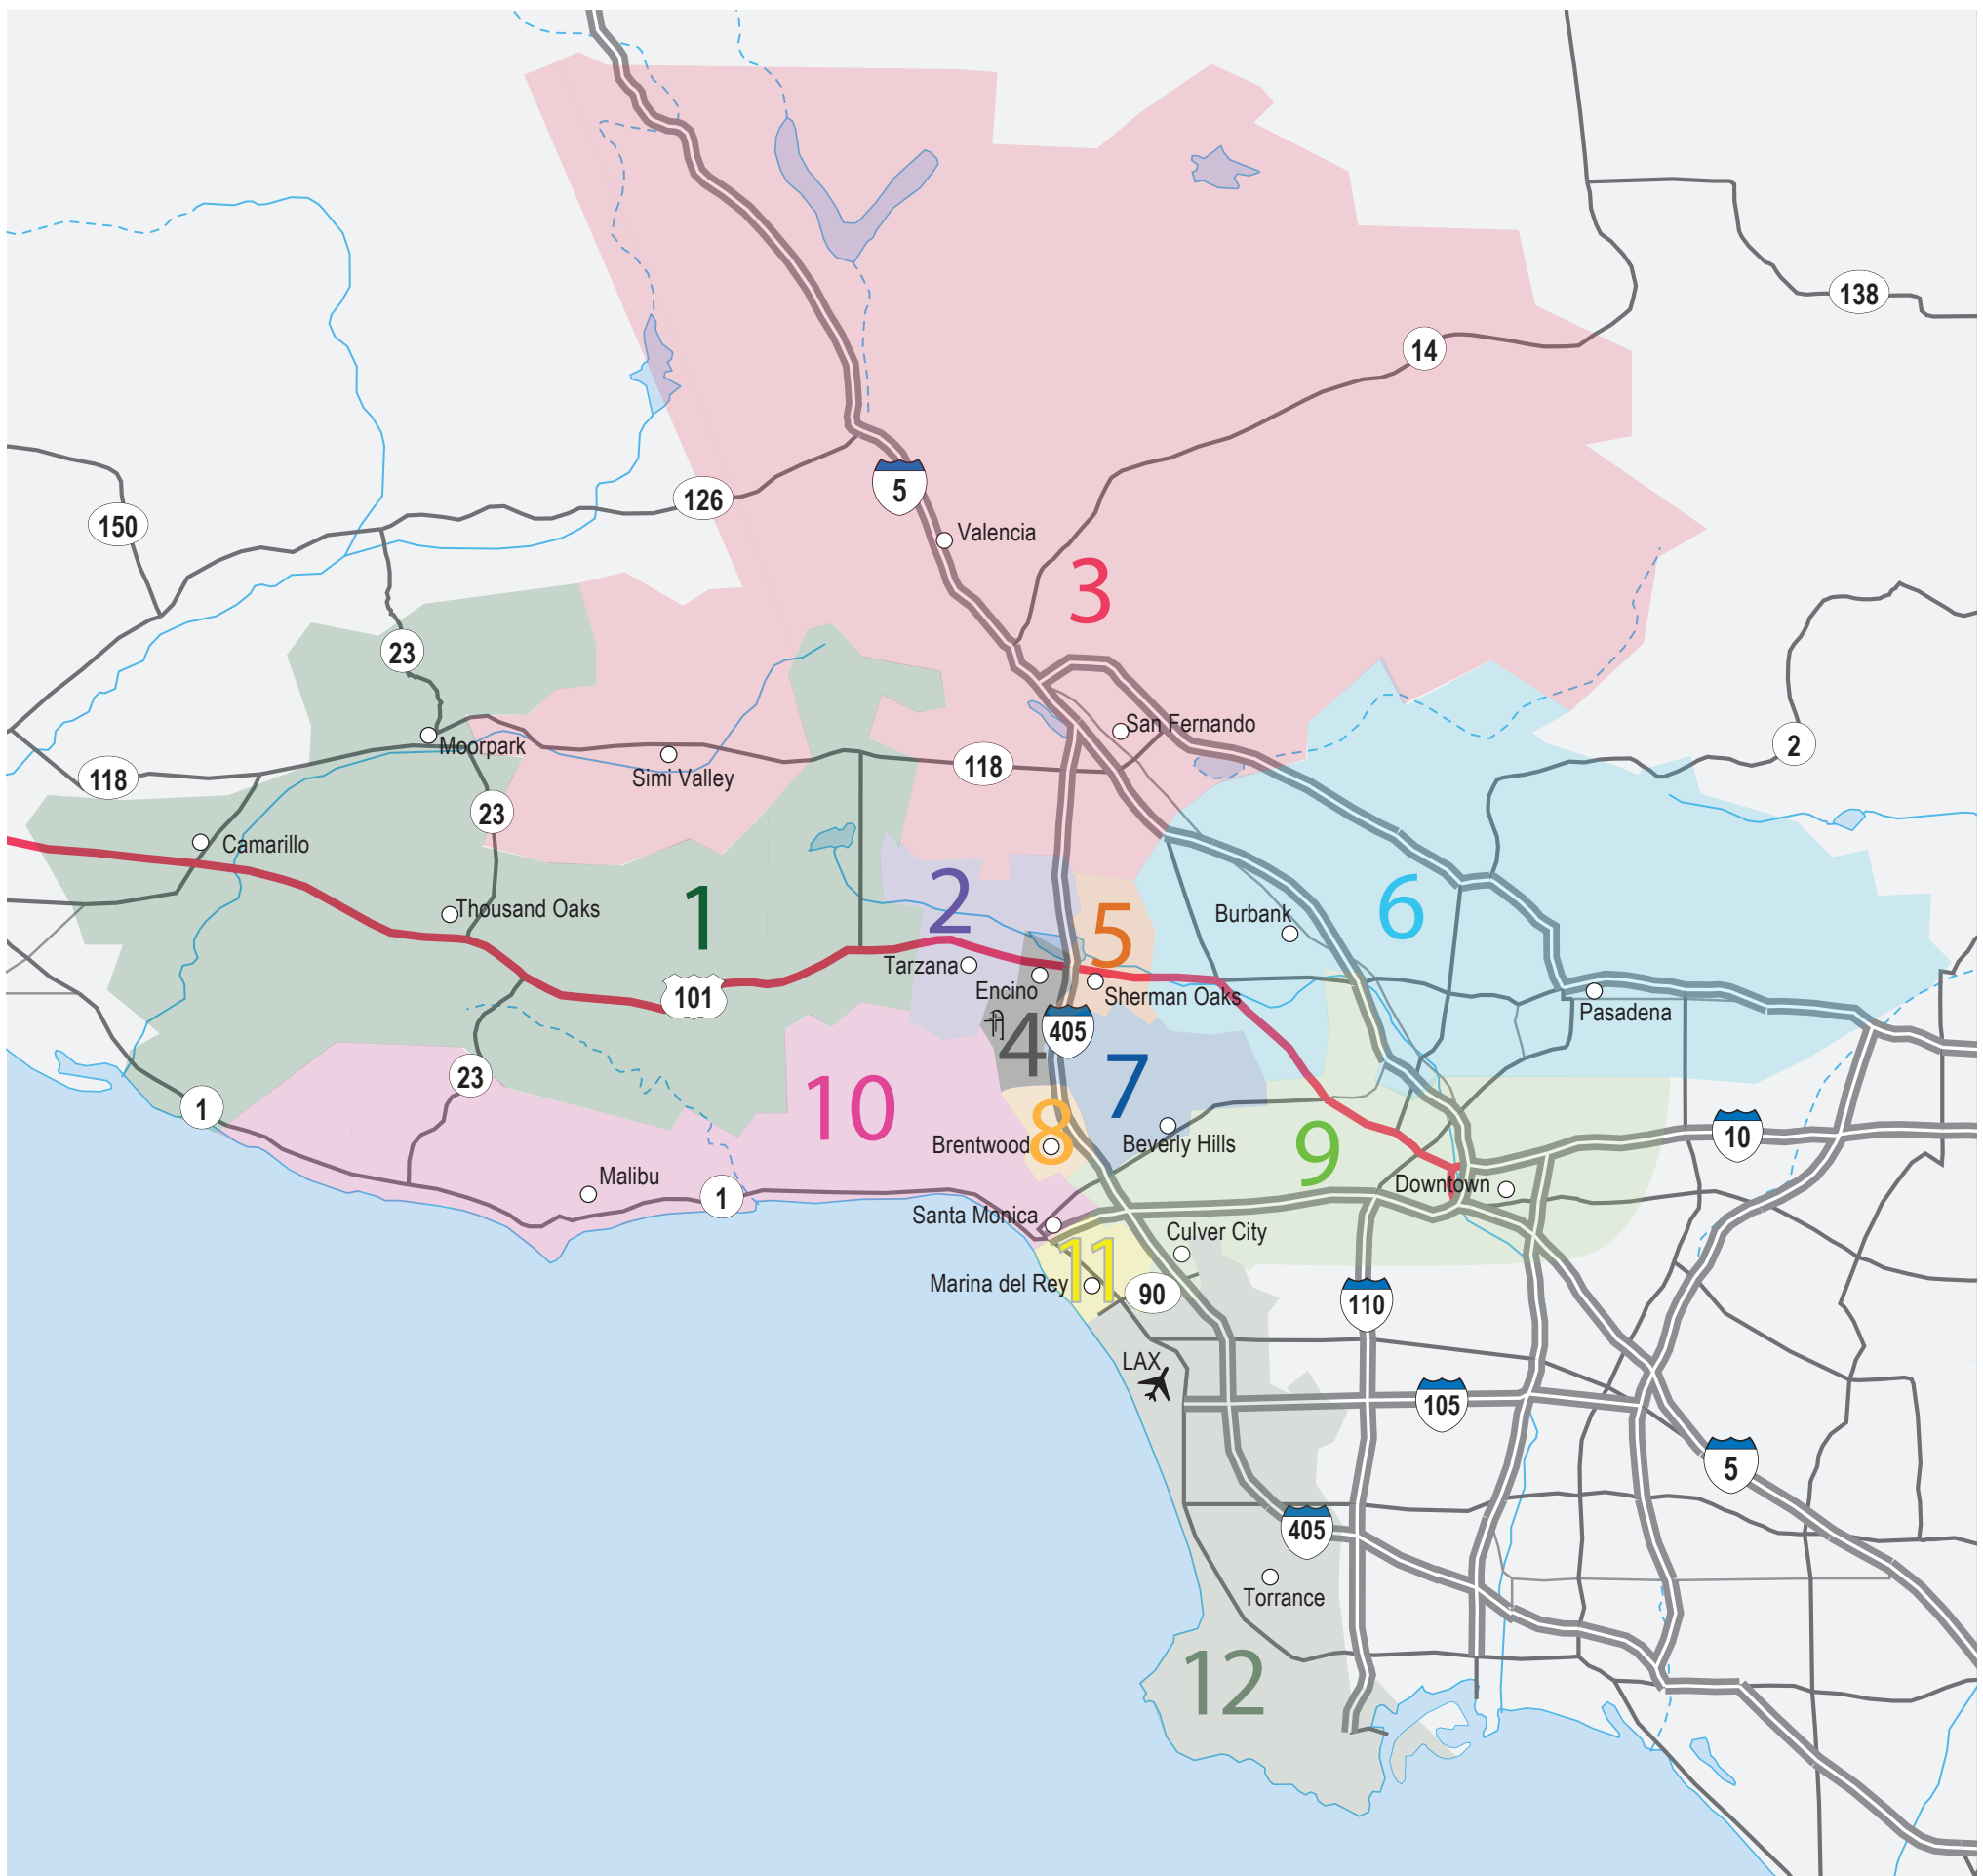 138
14
126
5
150
Valencia
3
23
San Fernando
Moorpark
118
2
Simi Valley
118
23
Camarillo
1
2
5
6
Thousand Oaks
Burbank
Tarzana
Encino
Sherman Oaks
101
Pasadena
4
405
23
10
7
1
8
10
Brentwood
Beverly Hills
9
Malibu
1
Downtown
Santa Monica
Culver City
11
Marina del Rey
90
110
LAX
105
5
405
Torrance
12